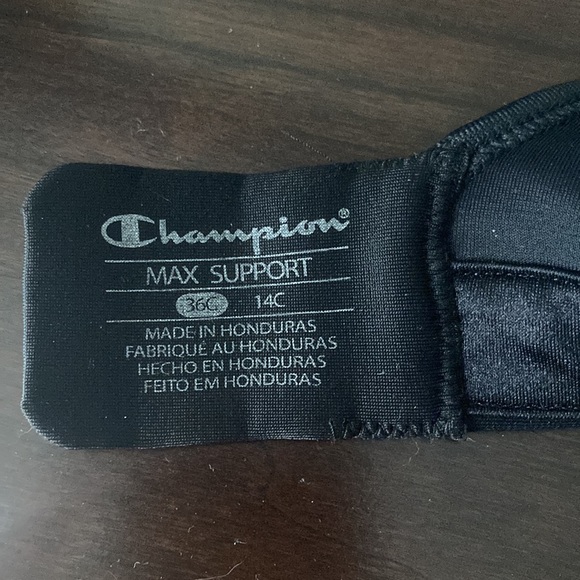 Champion®
MAX SUPPORT
36C 14C
MADE IN HONDURAS
FABRIQUÉ AU HONDURAS
HECHO EN HONDURAS
FEITO EM HONDURAS